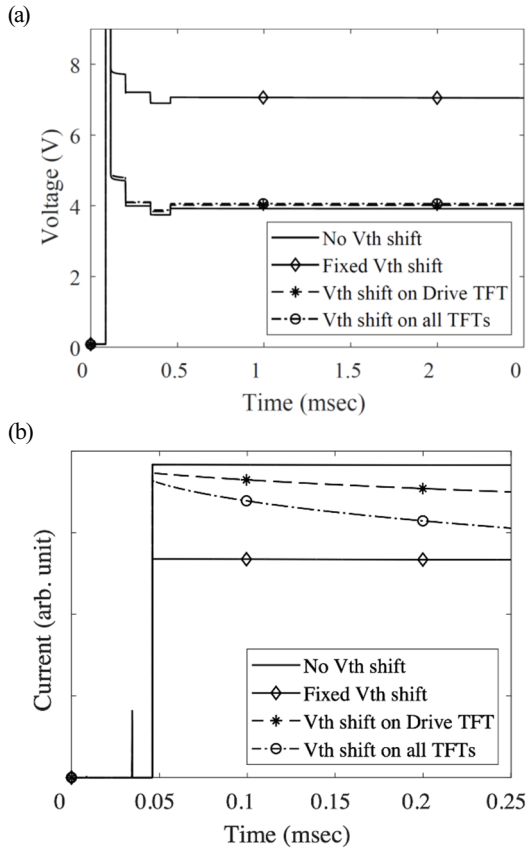 (a)
8
6
4
2
0
Voltage (V)
No Vth shift
Fixed Vth shift
Vth shift on Drive TFT
Vth shift on all TFTs
0 0.5 1 1.5 2 0
Time (msec)
(b)
Current (arb. unit)
No Vth shift
Fixed Vth shift
Vth shift on Drive TFT
Vth shift on all TFTs
0 0.05 0.1 0.15 0.2 0.25
Time (msec)